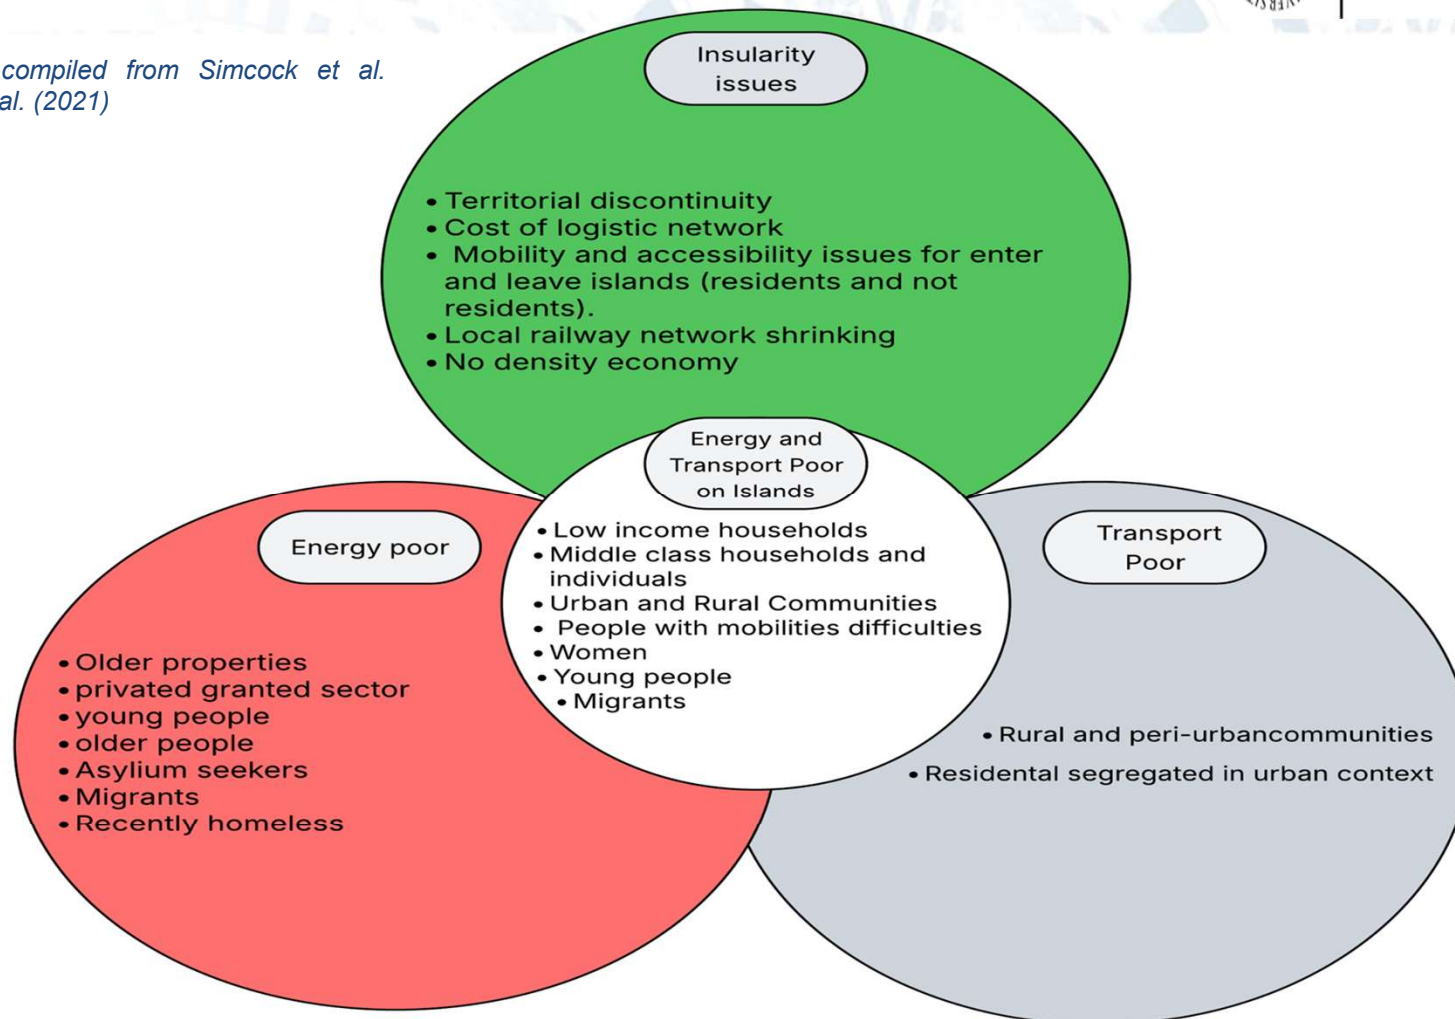 compiled from Simcock et al.
al. (2021)
Insularity
issues
• Territorial discontinuity
• Cost of logistic network
• Mobility and accessibility issues for enter
and leave islands (residents and not
residents).
• Local railway network shrinking
• No density economy
Energy and
Transport Poor
on Islands
• Low income households
• Middle class households and
individuals
• Urban and Rural Communities
• People with mobilities difficulties
• Women
• Young people
• Migrants
Energy poor
• Older properties
• privated granted sector
• young people
• older people
• Asylium seekers
• Migrants
• Recently homeless
Transport
Poor
• Rural and peri-urbancommunities
• Residental segregated in urban context